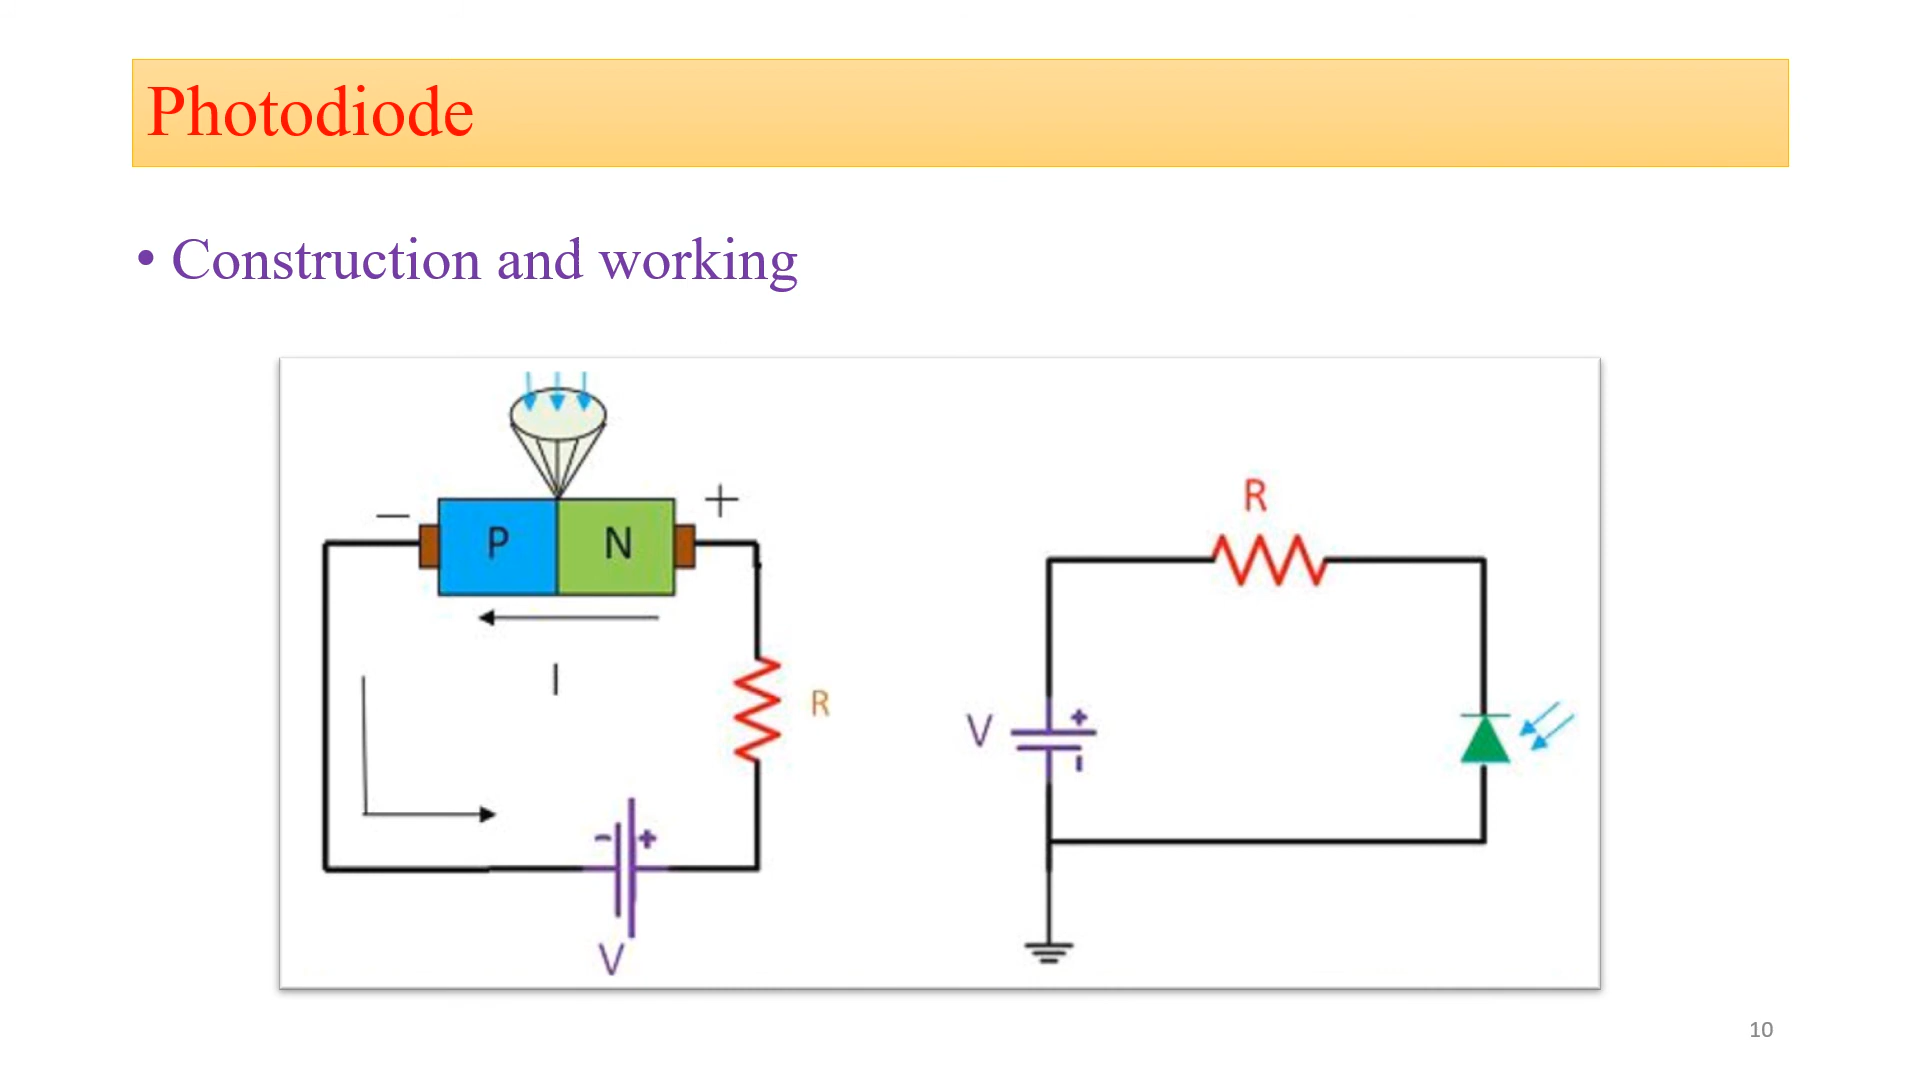 Photodiode
• Construction and working
− P N +
I
R
- +
V
R
V + -
10